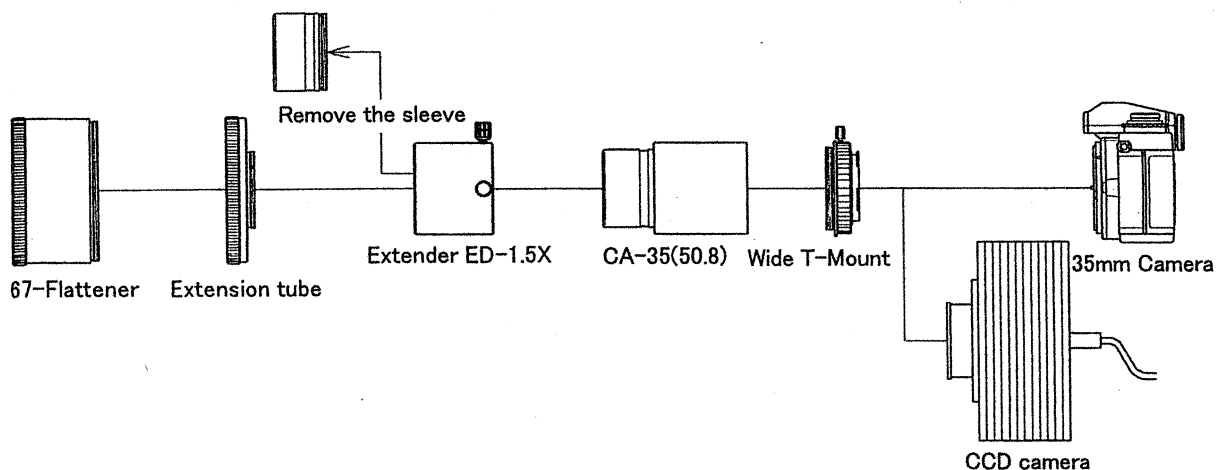 Remove the sleeve
67-Flattener
Extension tube
Extender ED-1.5X
CA-35(50.8)
Wide T-Mount
35mm Camera
CCD camera